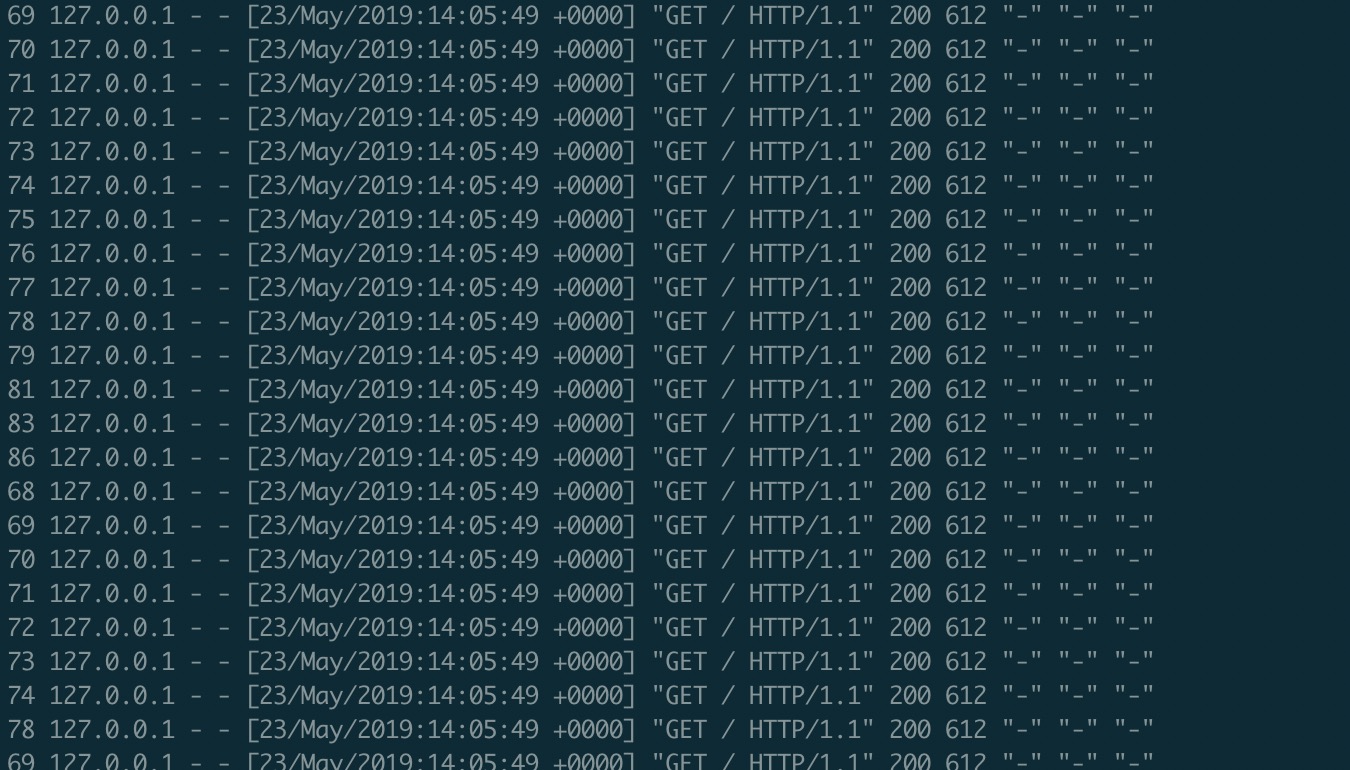 69 127.0.0.1 - - [23/May/2019:14:05:49 +0000] "GET / HTTP/1.1" 200 612 "-" "-" "-"
70 127.0.0.1 - - [23/May/2019:14:05:49 +0000] "GET / HTTP/1.1" 200 612 "-" "-" "-"
71 127.0.0.1 - - [23/May/2019:14:05:49 +0000] "GET / HTTP/1.1" 200 612 "-" "-" "-"
72 127.0.0.1 - - [23/May/2019:14:05:49 +0000] "GET / HTTP/1.1" 200 612 "-" "-" "-"
73 127.0.0.1 - - [23/May/2019:14:05:49 +0000] "GET / HTTP/1.1" 200 612 "-" "-" "-"
74 127.0.0.1 - - [23/May/2019:14:05:49 +0000] "GET / HTTP/1.1" 200 612 "-" "-" "-"
75 127.0.0.1 - - [23/May/2019:14:05:49 +0000] "GET / HTTP/1.1" 200 612 "-" "-" "-"
76 127.0.0.1 - - [23/May/2019:14:05:49 +0000] "GET / HTTP/1.1" 200 612 "-" "-" "-"
77 127.0.0.1 - - [23/May/2019:14:05:49 +0000] "GET / HTTP/1.1" 200 612 "-" "-" "-"
78 127.0.0.1 - - [23/May/2019:14:05:49 +0000] "GET / HTTP/1.1" 200 612 "-" "-" "-"
79 127.0.0.1 - - [23/May/2019:14:05:49 +0000] "GET / HTTP/1.1" 200 612 "-" "-" "-"
81 127.0.0.1 - - [23/May/2019:14:05:49 +0000] "GET / HTTP/1.1" 200 612 "-" "-" "-"
83 127.0.0.1 - - [23/May/2019:14:05:49 +0000] "GET / HTTP/1.1" 200 612 "-" "-" "-"
86 127.0.0.1 - - [23/May/2019:14:05:49 +0000] "GET / HTTP/1.1" 200 612 "-" "-" "-"
68 127.0.0.1 - - [23/May/2019:14:05:49 +0000] "GET / HTTP/1.1" 200 612 "-" "-" "-"
69 127.0.0.1 - - [23/May/2019:14:05:49 +0000] "GET / HTTP/1.1" 200 612 "-" "-" "-"
70 127.0.0.1 - - [23/May/2019:14:05:49 +0000] "GET / HTTP/1.1" 200 612 "-" "-" "-"
71 127.0.0.1 - - [23/May/2019:14:05:49 +0000] "GET / HTTP/1.1" 200 612 "-" "-" "-"
72 127.0.0.1 - - [23/May/2019:14:05:49 +0000] "GET / HTTP/1.1" 200 612 "-" "-" "-"
73 127.0.0.1 - - [23/May/2019:14:05:49 +0000] "GET / HTTP/1.1" 200 612 "-" "-" "-"
74 127.0.0.1 - - [23/May/2019:14:05:49 +0000] "GET / HTTP/1.1" 200 612 "-" "-" "-"
78 127.0.0.1 - - [23/May/2019:14:05:49 +0000] "GET / HTTP/1.1" 200 612 "-" "-" "-"
69 127.0.0.1 - - [23/May/2019:14:05:49 +0000] "GET / HTTP/1.1" 200 612 "-" "-" "-"